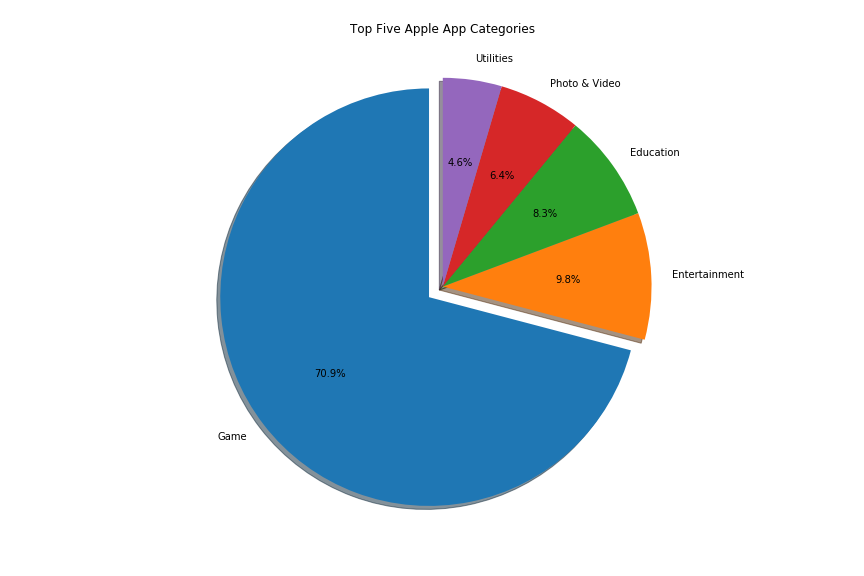 Top Five Apple App Categories
Utilities
Photo & Video
Education
Entertainment
Game
4.6%
6.4%
8.3%
9.8%
70.9%